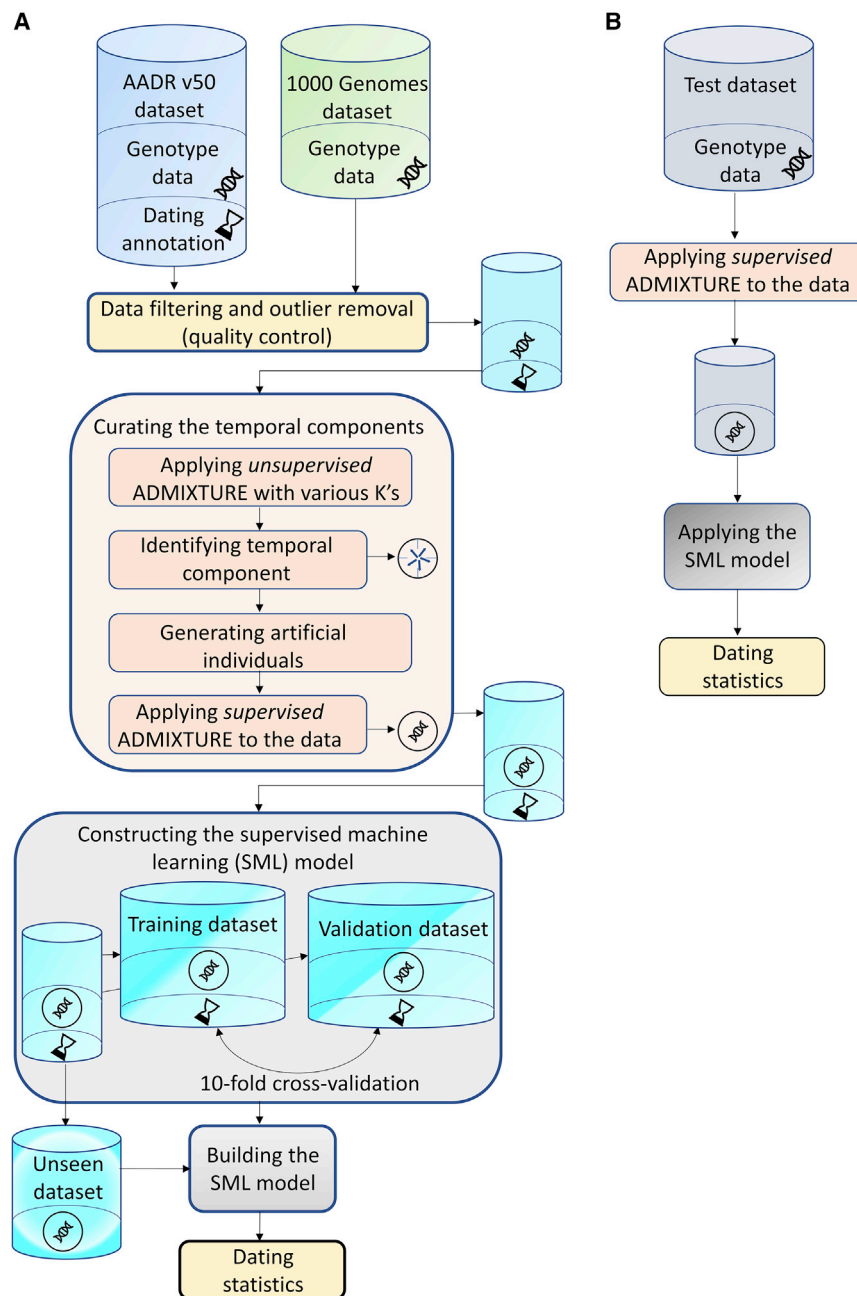 A
AADR v50
dataset
Genotype
data
Dating
annotation
1000 Genomes
dataset
Genotype
data
Data filtering and outlier removal
(quality control)
Curating the temporal components
Applying unsupervised
ADMIXTURE with various K's
Identifying temporal
component
Generating artificial
individuals
Applying supervised
ADMIXTURE to the data
Constructing the supervised machine
learning (SML) model
Training dataset
Validation dataset
10-fold cross-validation
Unseen
dataset
Building the
SML model
Dating
statistics
B
Test dataset
Genotype
data
Applying supervised
ADMIXTURE to the data
Applying the
SML model
Dating
statistics